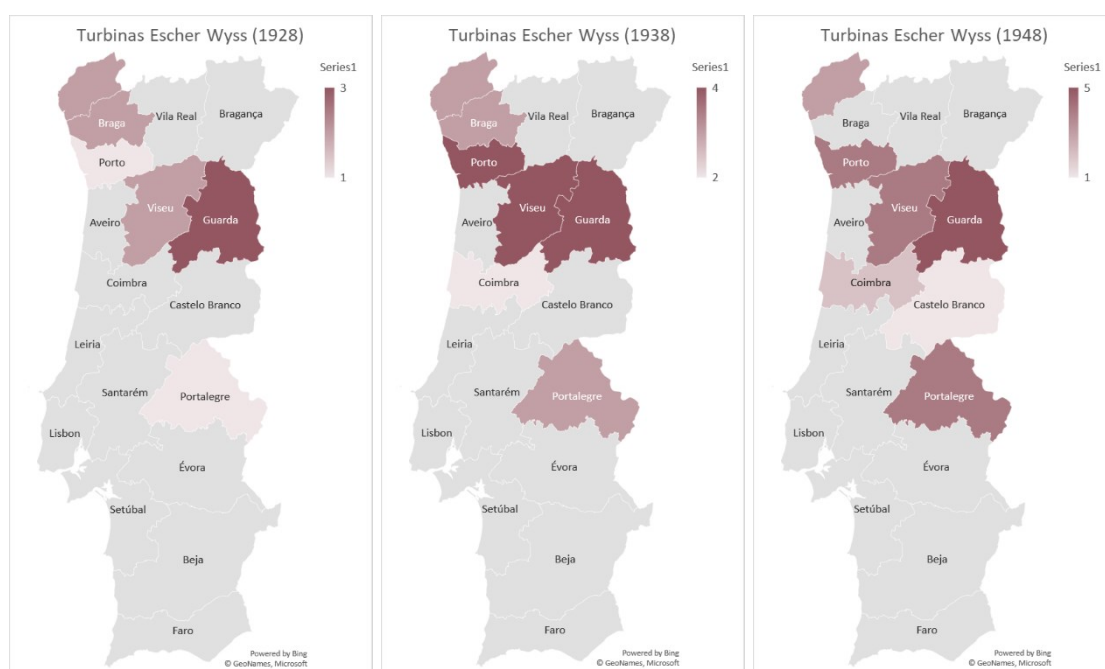 Turbinas Escher Wyss (1928)
Series1
3
1
Vila Real
Bragança
Braga
Porto
Viseu
Guarda
Aveiro
Coimbra
Castelo Branco
Leiria
Santarém
Portalegre
Lisbon
Évora
Setúbal
Beja
Faro
Powered by Bing
© GeoNames, Microsoft
Turbinas Escher Wyss (1938)
Series1
4
2
Vila Real
Bragança
Braga
Porto
Viseu
Guarda
Aveiro
Coimbra
Castelo Branco
Leiria
Santarém
Portalegre
Lisbon
Évora
Setúbal
Beja
Faro
Powered by Bing
© GeoNames, Microsoft
Turbinas Escher Wyss (1948)
Series1
5
1
Vila Real
Bragança
Braga
Porto
Viseu
Guarda
Aveiro
Coimbra
Castelo Branco
Leiria
Santarém
Portalegre
Lisbon
Évora
Setúbal
Beja
Faro
Powered by Bing
© GeoNames, Microsoft